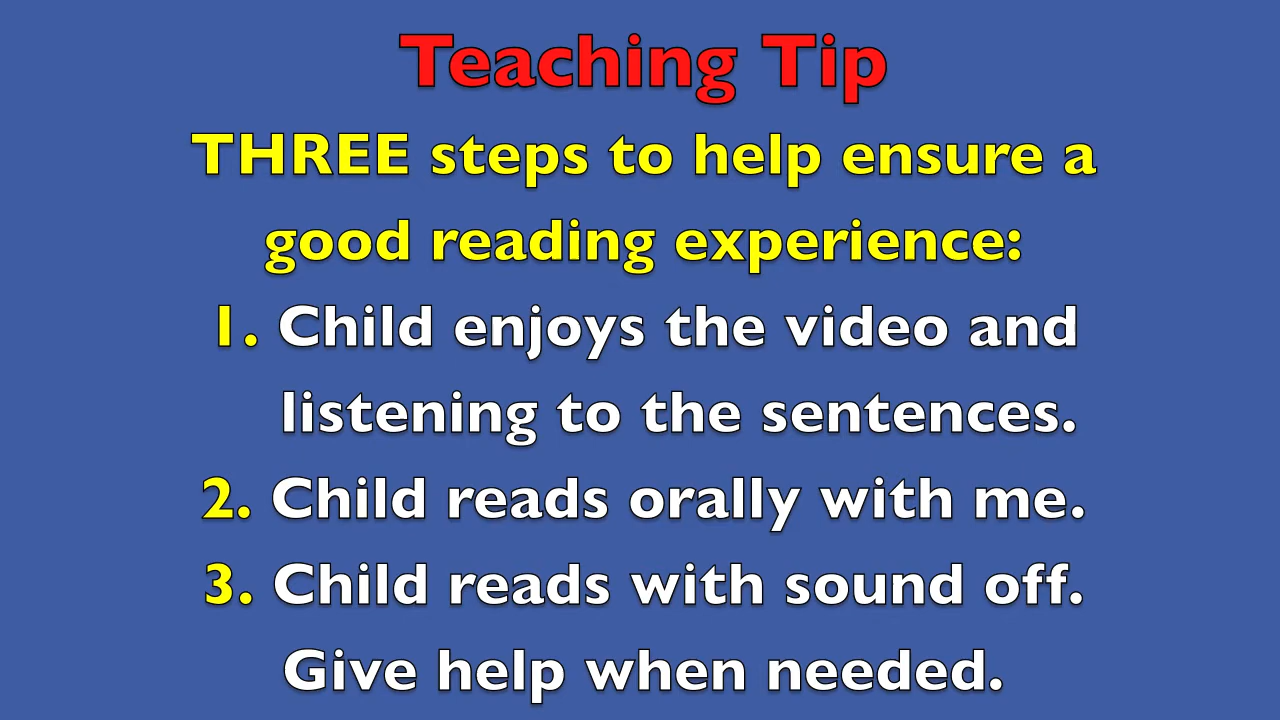 Teaching Tip
THREE steps to help ensure a
good reading experience:
1. Child enjoys the video and
listening to the sentences.
2. Child reads orally with me.
3. Child reads with sound off.
Give help when needed.